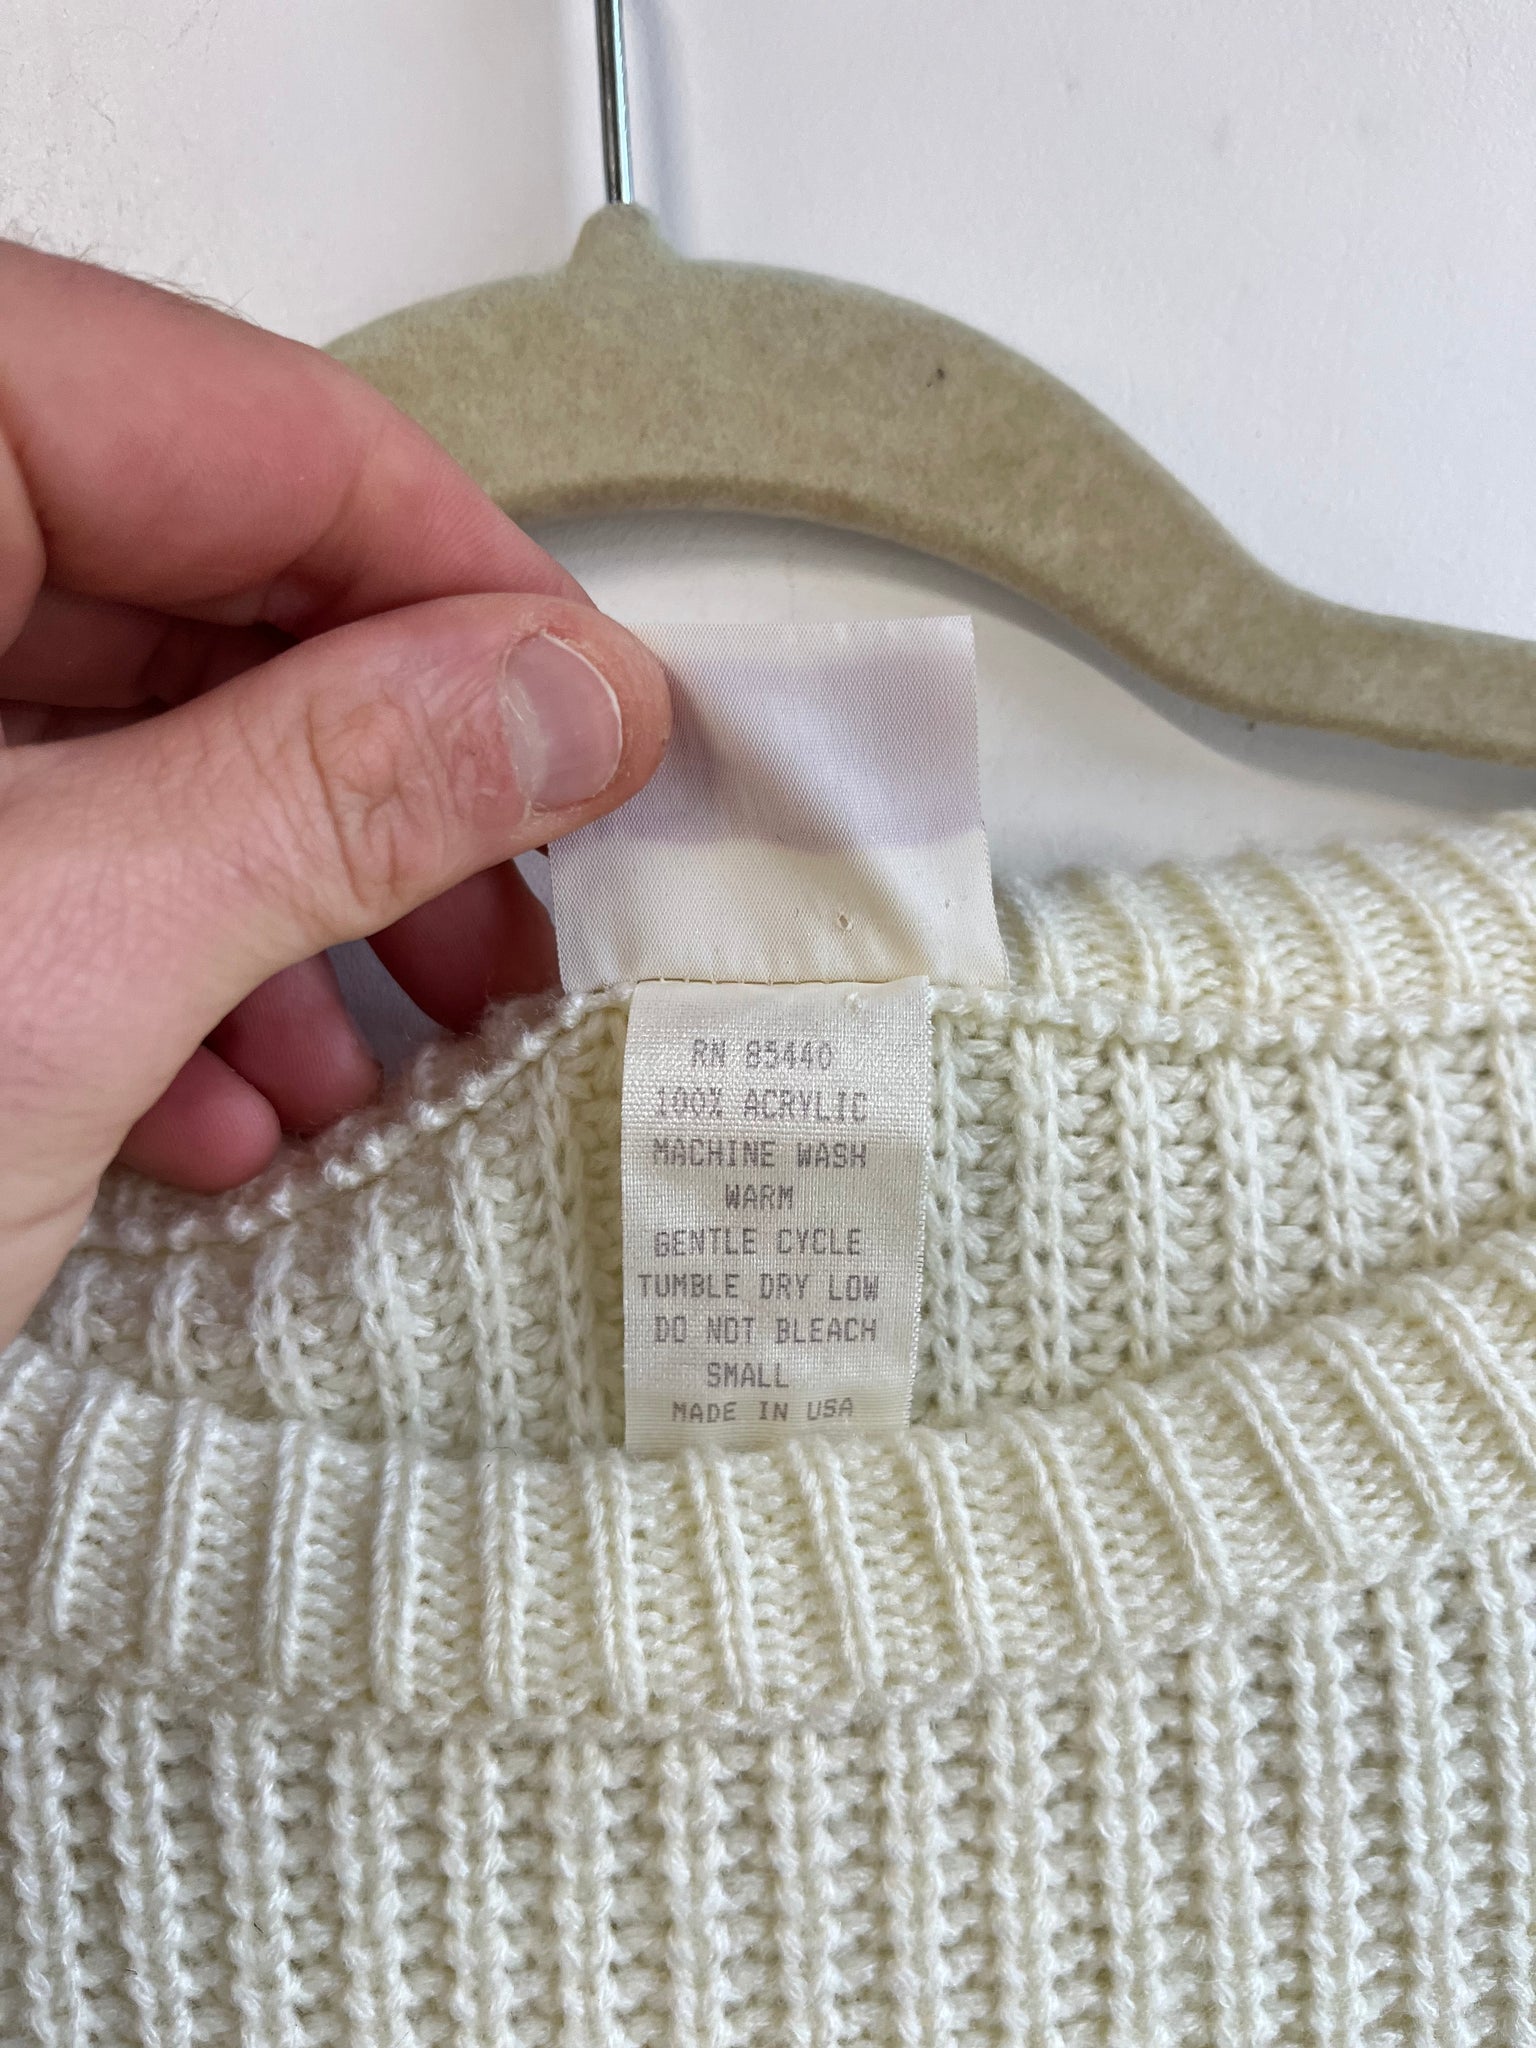 RN 85440
100% ACRYLIC
MACHINE WASH
WARM
GENTLE CYCLE
TUMBLE DRY LOW
DO NOT BLEACH
SMALL
MADE IN USA